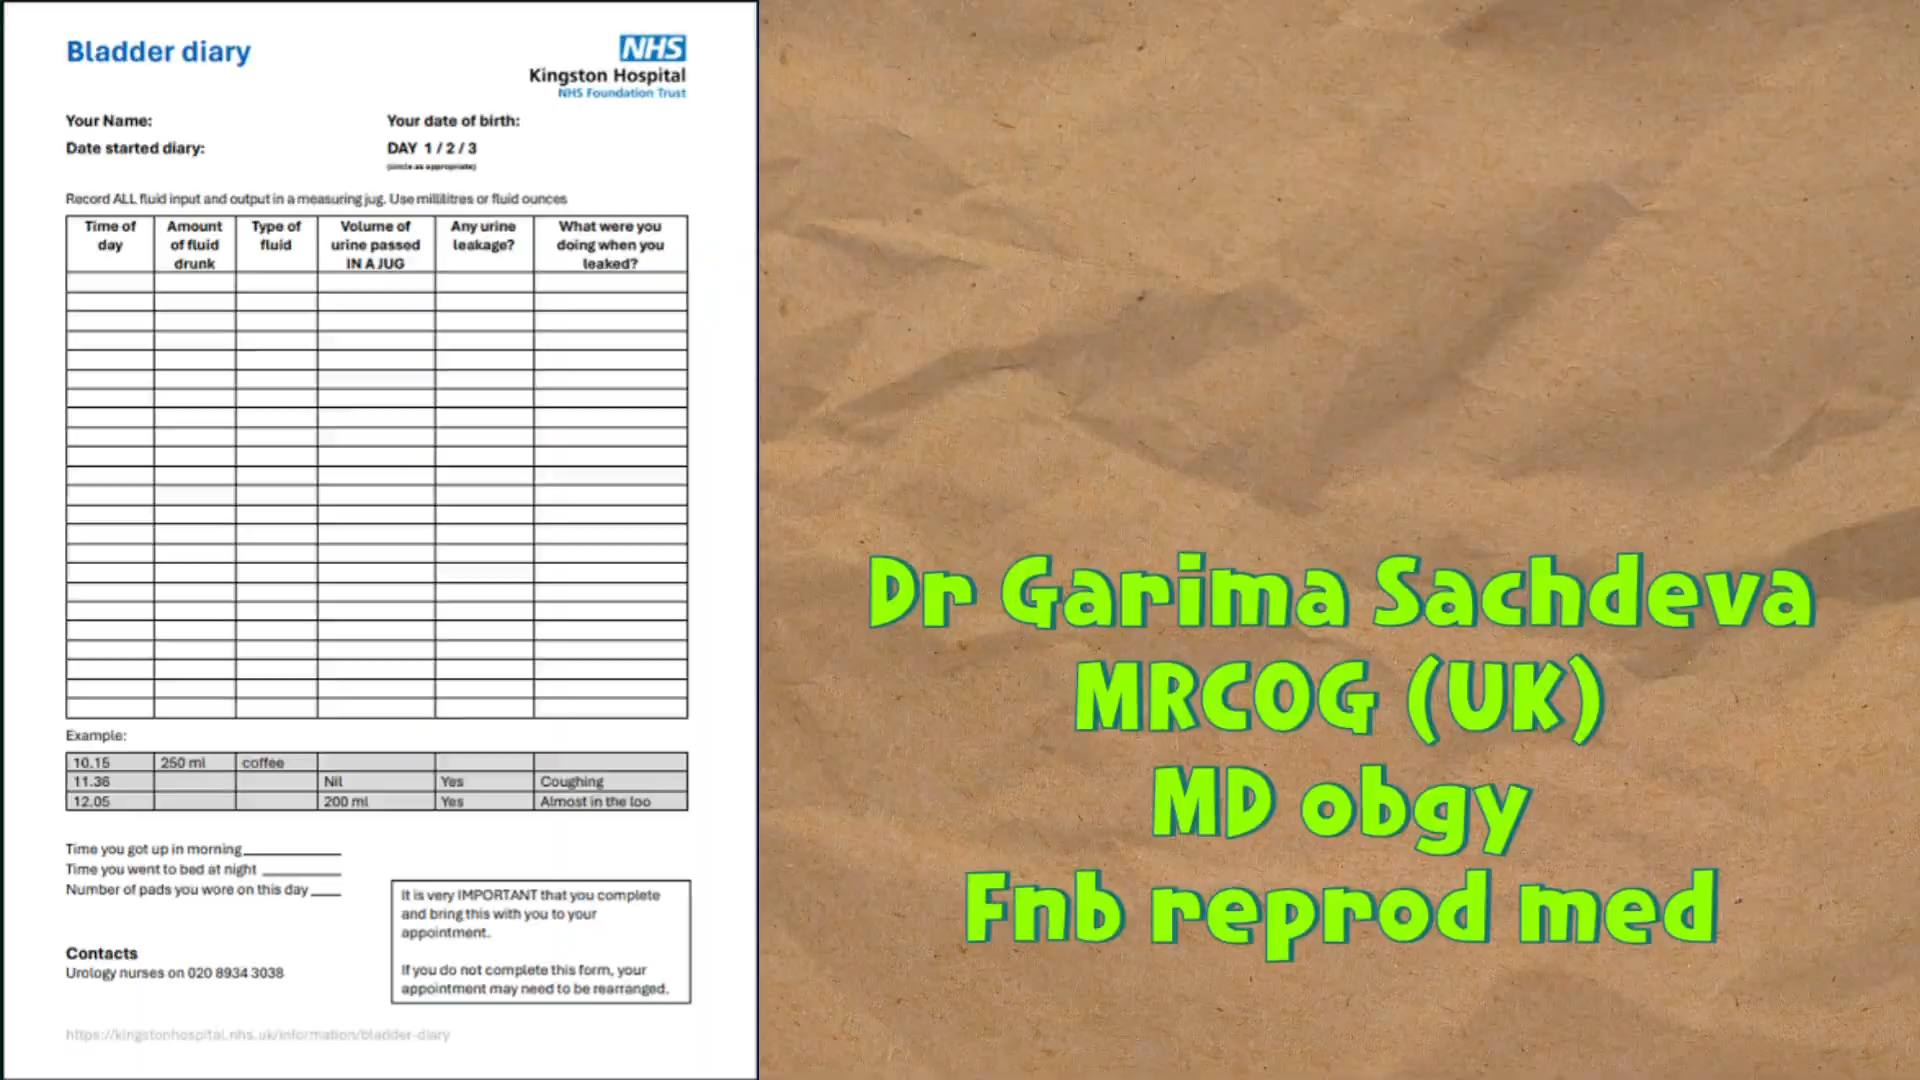 Bladder diary
NHS
Kingston Hospital
NHS Foundation Trust
Your Name:
Your date of birth:
Date started diary:
DAY 1 / 2 / 3
(circle as appropriate)
Record ALL fluid input and output in a measuring jug. Use millilitres or fluid ounces
Time of day
Amount of fluid drunk
Type of fluid
Volume of urine passed IN A JUG
Any urine leakage?
What were you doing when you leaked?
Example:
10.15 250 ml coffee
11.36 Nil Yes Coughing
12.05 200 ml Yes Almost in the loo
Time you got up in morning
Time you went to bed at night
Number of pads you wore on this day
It is very IMPORTANT that you complete
and bring this with you to your
appointment.
If you do not complete this form, your
appointment may need to be rearranged.
Contacts
Urology nurses on 020 8934 3038
https://kingstonhospital.nhs.uk/information/bladder-diary
Dr Garima Sachdeva
MRCOG (UK)
MD obgy
Fnb reprod med